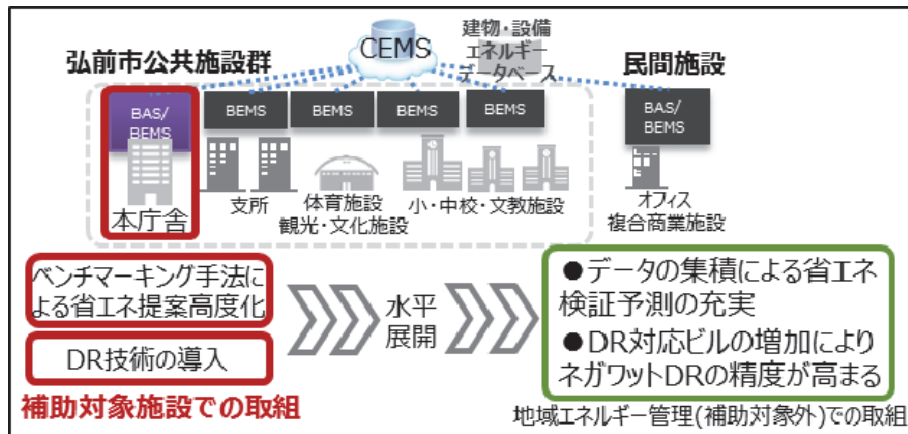 弘前市公共施設群
CEMS
建物・設備
エネルギー
データベース
民間施設
BAS/
BEMS
BEMS
BEMS
BEMS
BEMS
BAS/
BEMS
本庁舎
支所
体育施設
観光・文化施設
小・中校・文教施設
オフィス
複合商業施設
ベンチマーキング手法に
よる省エネ提案高度化
DR技術の導入
補助対象施設での取組
水平
展開
●データの集積による省エネ
検証予測の充実
●DR対応ビルの増加により
ネガワットDRの精度が高まる
地域エネルギー管理(補助対象外)での取組